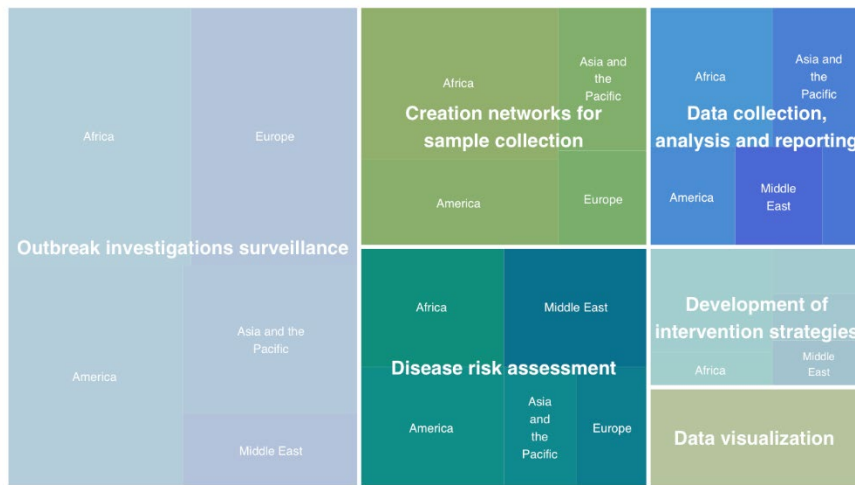 Africa
Europe
Outbreak investigations surveillance
America
Asia and the
Pacific
Middle East
Africa
Asia and
the
Pacific
Creation networks for
sample collection
America
Europe
Africa
Middle East
Disease risk assessment
America
Asia
and
the
Pacific
Europe
Africa
Asia and
the
Pacific
Data collection,
analysis and reporting
America
Middle
East
Development of
intervention strategies
Africa
Middle
East
Data visualization